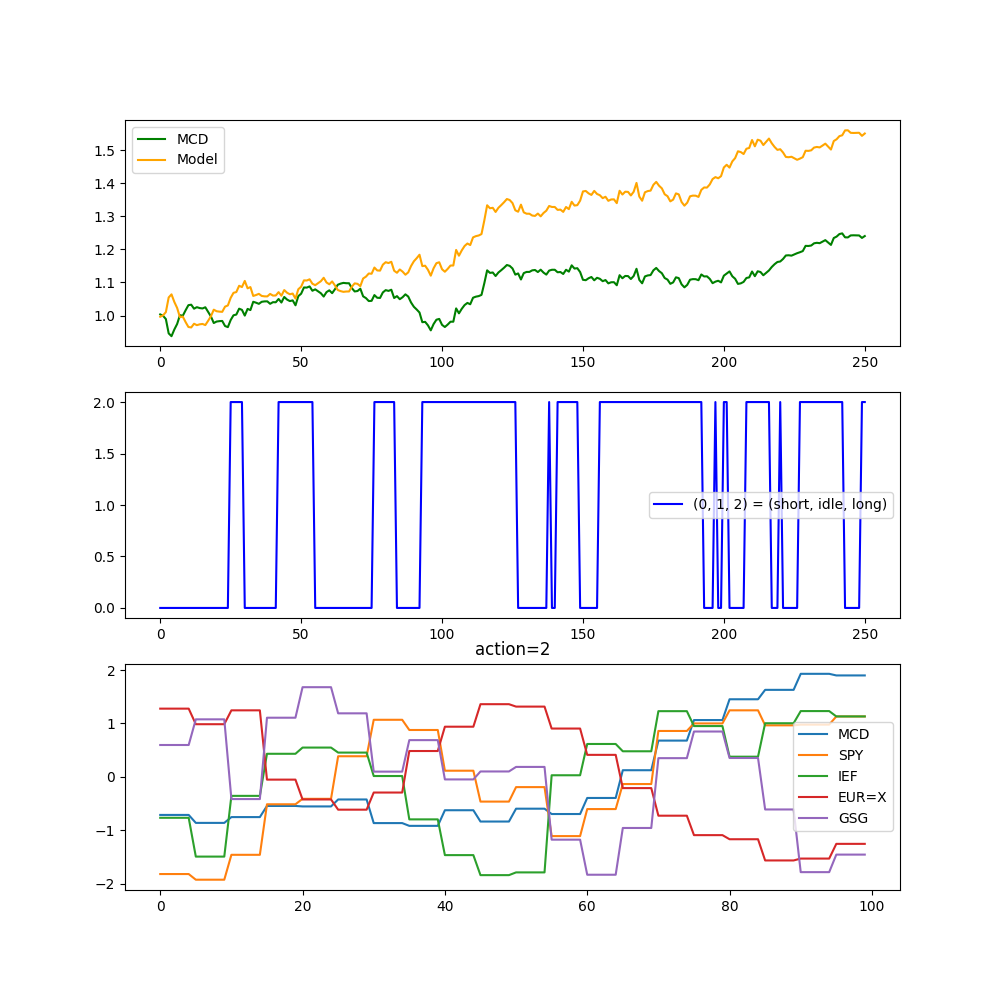 MCD
Model
1.5
1.4
1.3
1.2
1.1
1.0
0 50 100 150 200 250
2.0
1.5
1.0
0.5
0.0
(0, 1, 2) = (short, idle, long)
0 50 100 150 200 250
action=2
2
1
0
−1
−2
MCD
SPY
IEF
EUR=X
GSG
0 20 40 60 80 100